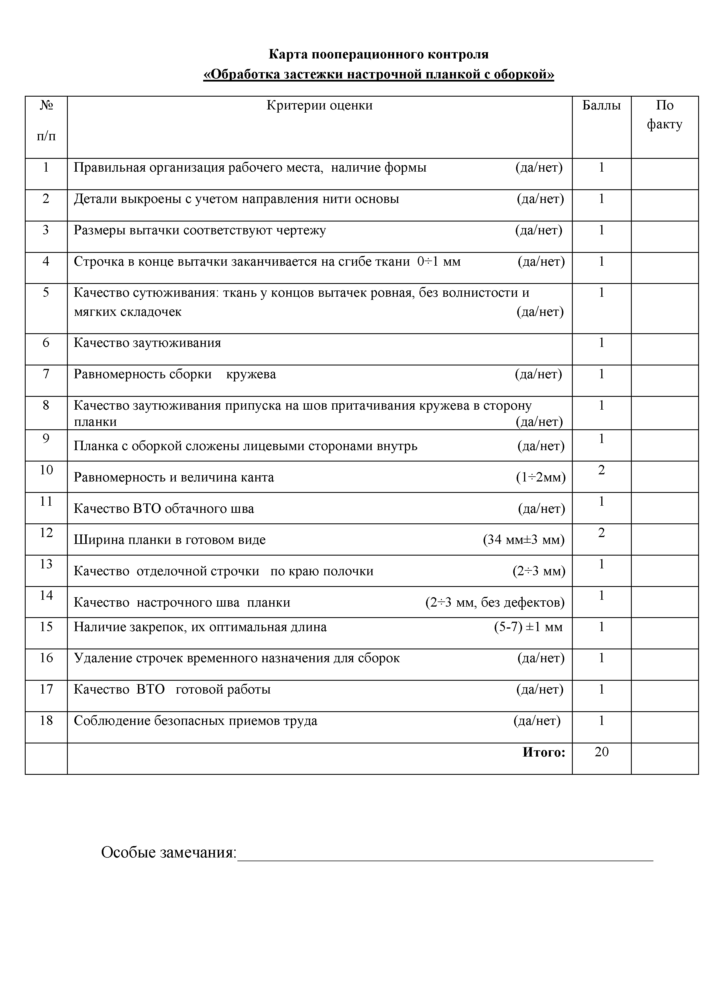 Карта пооперационного контроля
«Обработка застежки настрочной планкой с оборкой»
№ Критерии оценки Баллы По
факту
п/п
1 Правильная организация рабочего места, наличие формы (да/нет) 1
2 Детали выкроены с учетом направления нити основы (да/нет) 1
3 Размеры вытачки соответствуют чертежу (да/нет) 1
4 Строчка в конце вытачки заканчивается на сгибе ткани 0÷1 мм (да/нет) 1
5 Качество сутюживания: ткань у концов вытачек ровная, без волнистости и 1
мягких складочек (да/нет)
6 Качество заутюживания 1
7 Равномерность сборки кружева (да/нет) 1
8 Качество заутюживания припуска на шов притачивания кружева в сторону 1
планки (да/нет)
9 Планка с оборкой сложены лицевыми сторонами внутрь (да/нет) 1
10 Равномерность и величина канта (1÷2мм) 2
11 Качество ВТО обтачного шва (да/нет) 1
12 Ширина планки в готовом виде (34 мм±3 мм) 2
13 Качество отделочной строчки по краю полочки (2÷3 мм) 1
14 Качество настрочного шва планки (2÷3 мм, без дефектов) 1
15 Наличие закрепок, их оптимальная длина (5-7) ±1 мм 1
16 Удаление строчек временного назначения для сборок (да/нет) 1
17 Качество ВТО готовой работы (да/нет) 1
18 Соблюдение безопасных приемов труда (да/нет) 1
Итого: 20
Особые замечания: